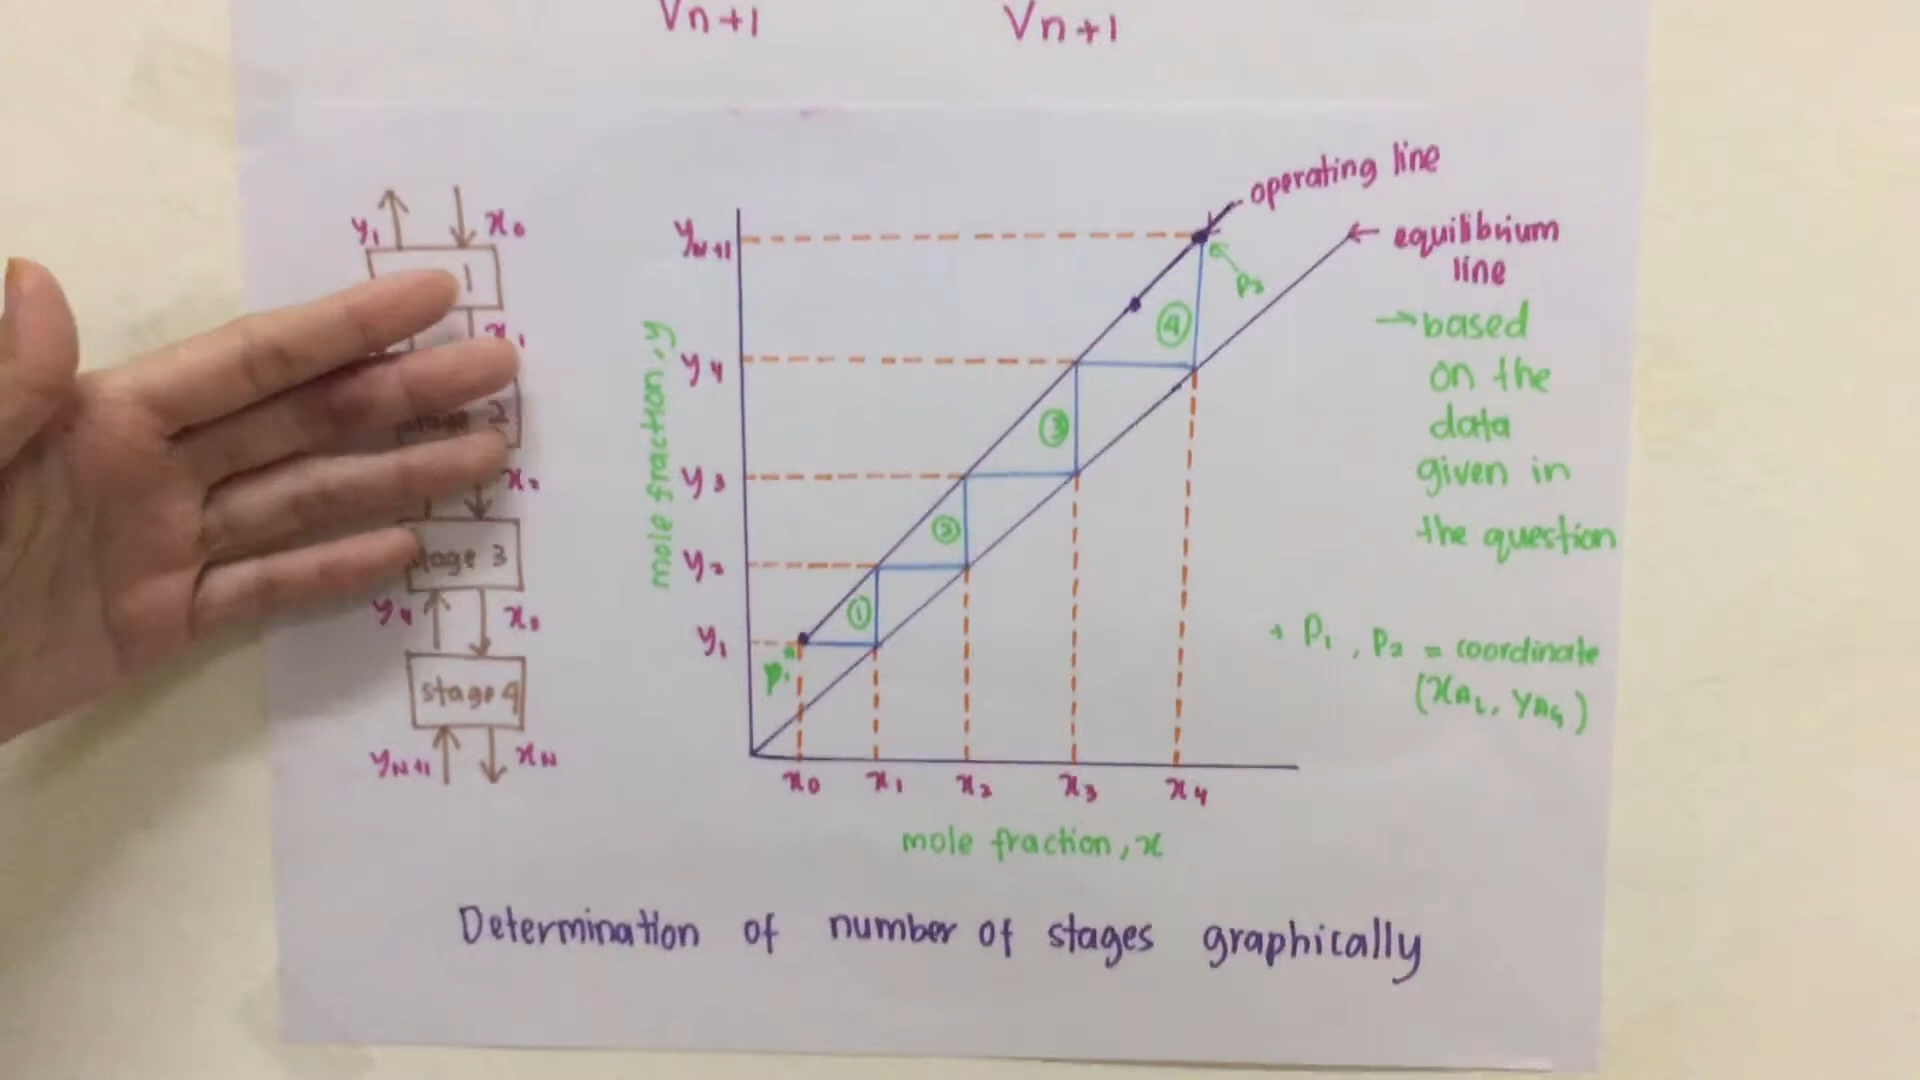 Vn+1 Vn+1
operating line
equilibrium
line
→ based
on the
data
given in
the question
+ P₁, P₂ = coordinate
(xAL, yAG)
y₁ x₀
1
x₁
stage 2
x₂
stage 3
y₄ x₃
stage 4
yN+1 xN
mole fraction, y
yN+1
y₄
y₃
y₂
y₁
P₂
P₁
④
③
②
①
x₀ x₁ x₂ x₃ x₄
mole fraction, x
Determination of number of stages graphically